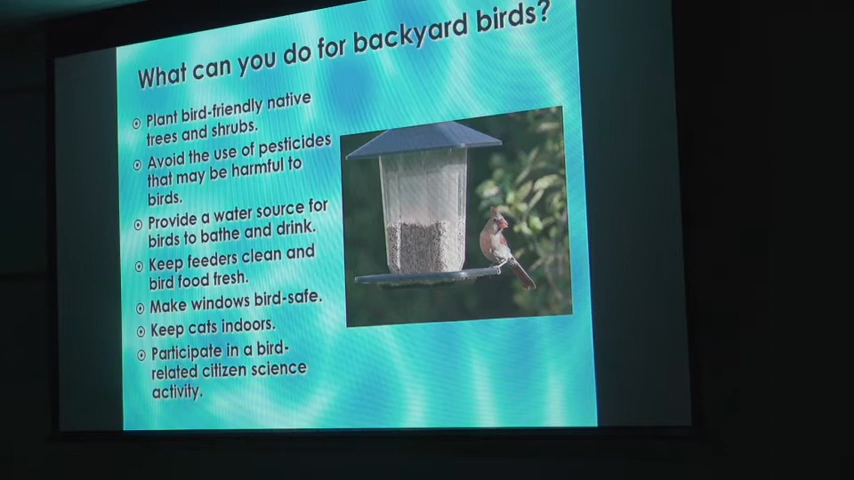 What can you do for backyard birds?
Plant bird-friendly native
trees and shrubs.
Avoid the use of pesticides
that may be harmful to
birds.
Provide a water source for
birds to bathe and drink.
Keep feeders clean and
bird food fresh.
Make windows bird-safe.
Keep cats indoors.
Participate in a bird-
related citizen science
activity.